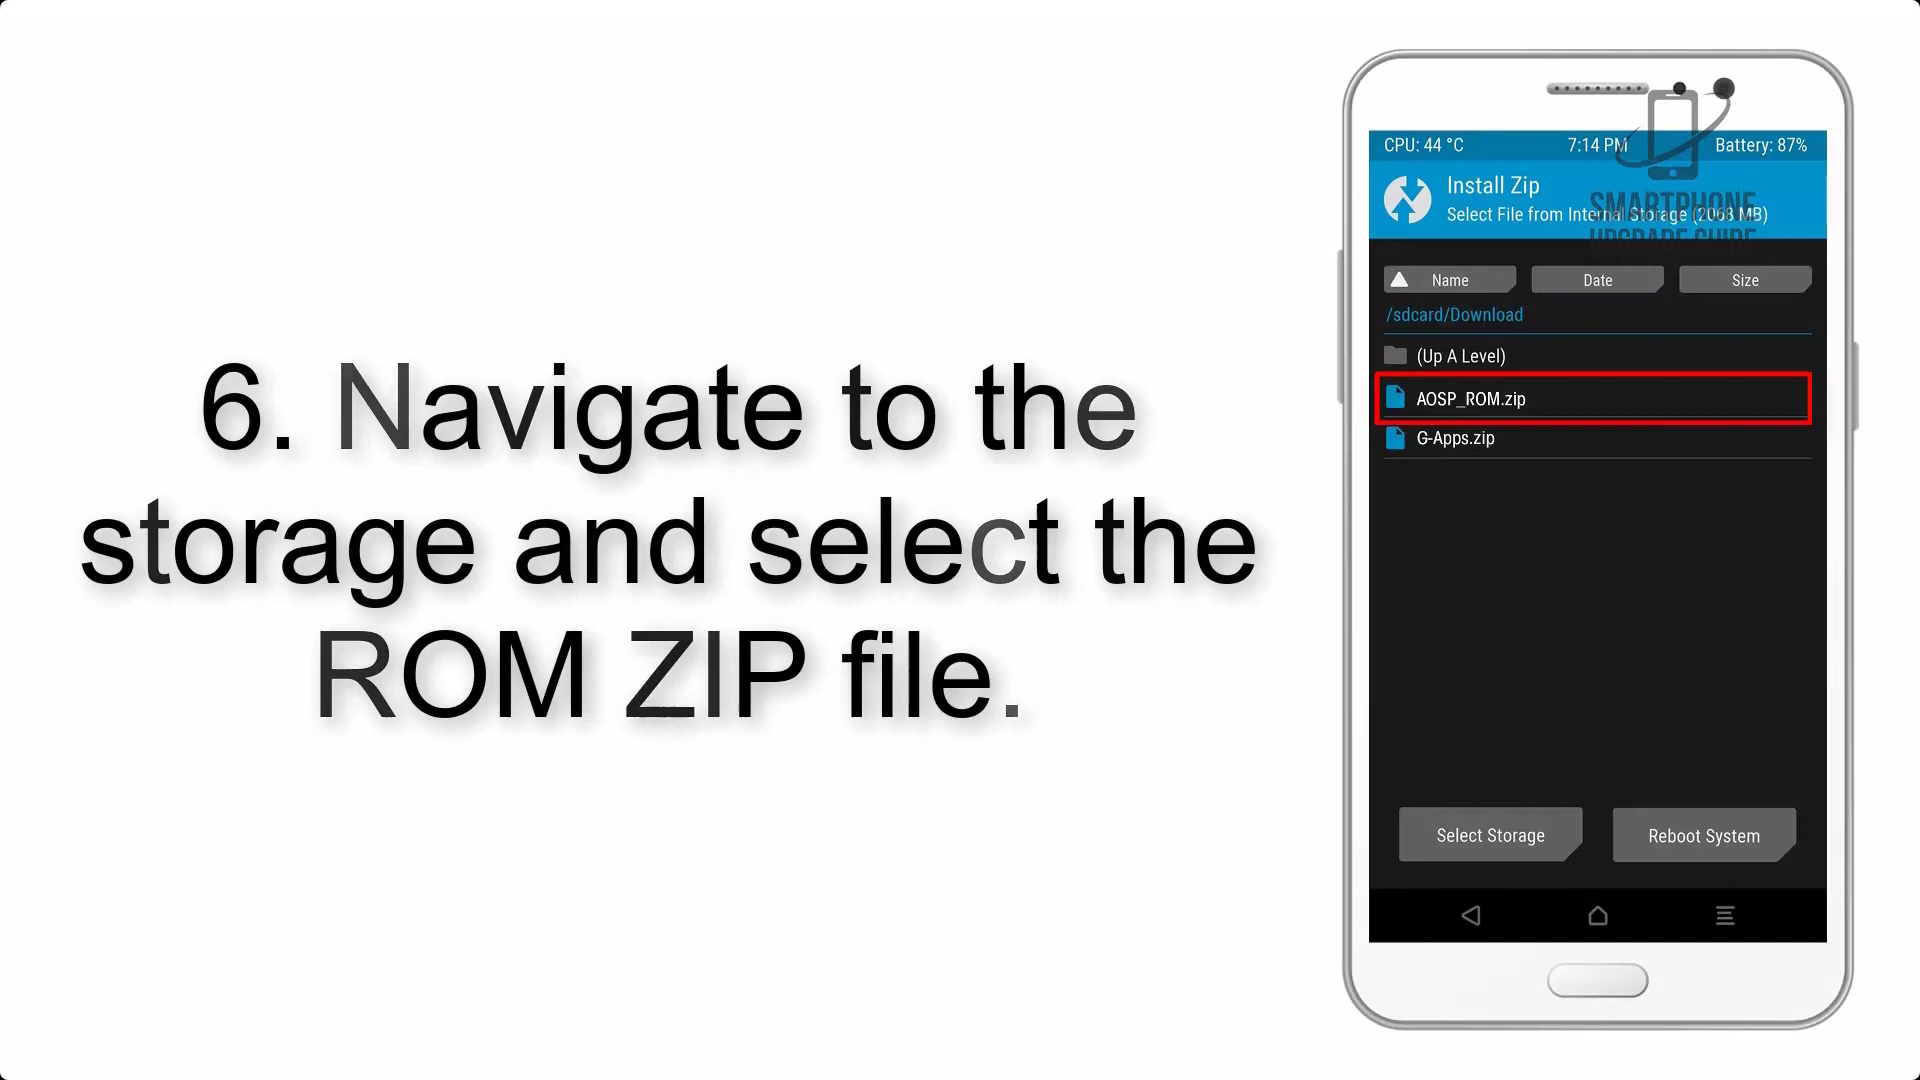 6. Navigate to the
storage and select the
ROM ZIP file.
CPU: 44 °C 7:14 PM Battery: 87%
Install Zip
Select File from Internal Storage (2068 MB)
SMARTPHONE
UPGRADE GUIDE
Name Date Size
/sdcard/Download
(Up A Level)
AOSP_ROM.zip
G-Apps.zip
Select Storage Reboot System